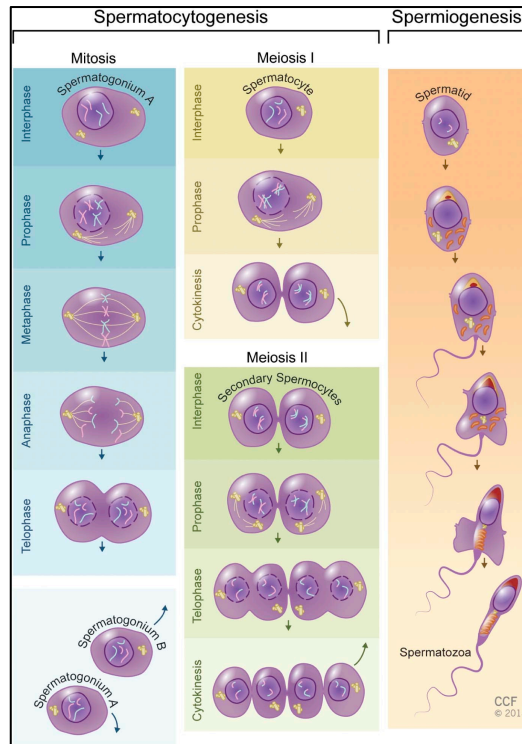 Spermatocytogenesis
Spermiogenesis
Mitosis
Interphase
Spermatogonium A
Prophase
Metaphase
Anaphase
Telophase
Spermatogonium B
Spermatogonium A
Meiosis I
Interphase
Spermatocyte
Prophase
Cytokinesis
Meiosis II
Interphase
Secondary Spermocytes
Prophase
Telophase
Cytokinesis
Spermatid
Spermatozoa
CCF
© 201